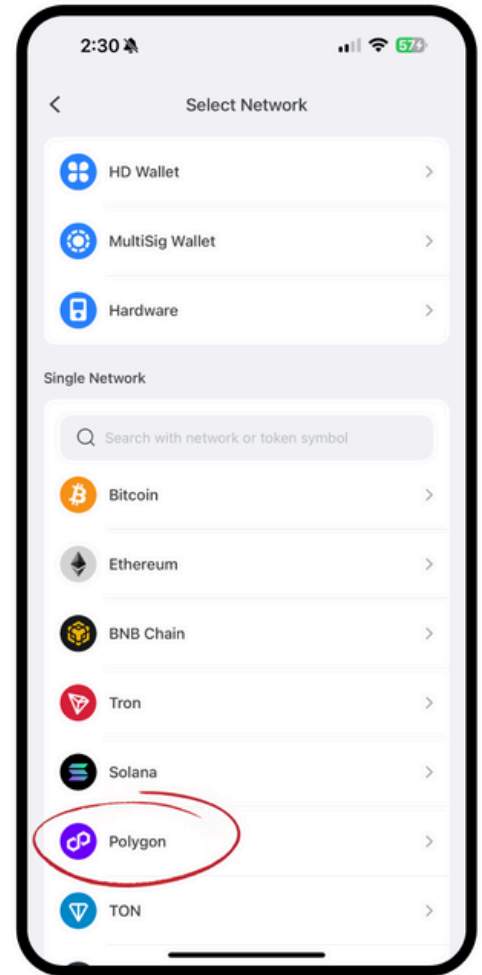 2:30
57
Select Network
HD Wallet
MultiSig Wallet
Hardware
Single Network
Search with network or token symbol
Bitcoin
Ethereum
BNB Chain
Tron
Solana
Polygon
TON